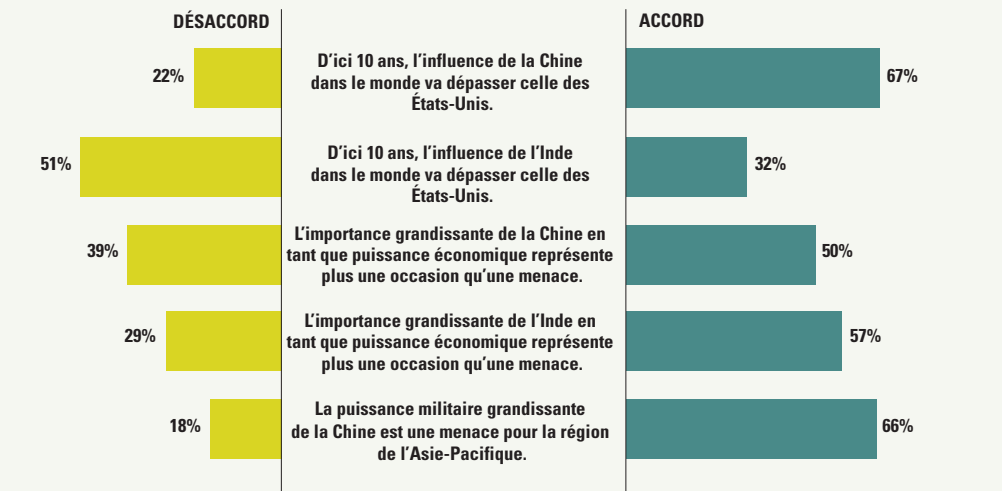 DÉSACCORD
ACCORD
22%
D'ici 10 ans, l'influence de la Chine
dans le monde va dépasser celle des
États-Unis.
67%
51%
D'ici 10 ans, l'influence de l'Inde
dans le monde va dépasser celle des
États-Unis.
32%
39%
L'importance grandissante de la Chine en
tant que puissance économique représente
plus une occasion qu'une menace.
50%
29%
L'importance grandissante de l'Inde en
tant que puissance économique représente
plus une occasion qu'une menace.
57%
18%
La puissance militaire grandissante
de la Chine est une menace pour la région
de l'Asie-Pacifique.
66%